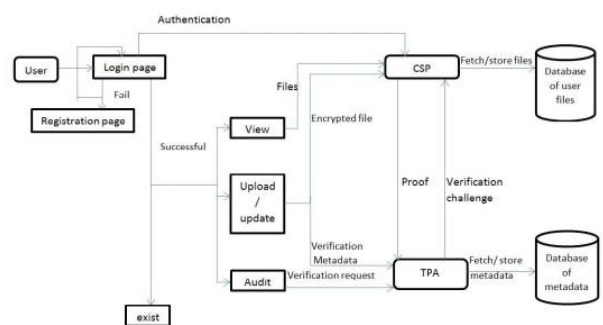 Authentication
User
Login page
CSP
Fetch/store files
Database
of user
files
Fail
Files
Registration page
Encrypted file
View
Successful
Upload
/
update
Proof
Verification
challenge
Verification
Metadata
Verification request
Audit
TPA
Fetch/ store
metadata
Database
of
metadata
exist